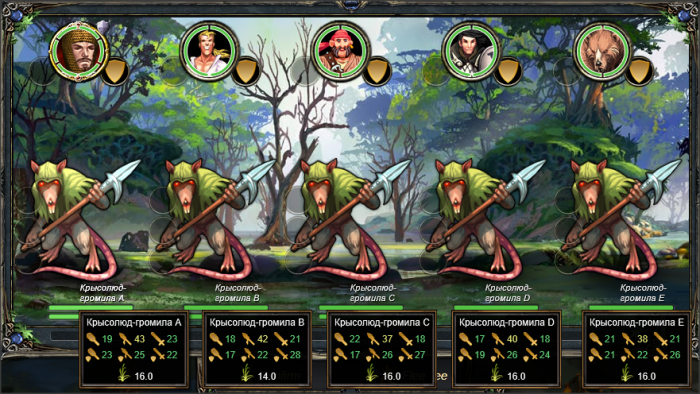 Крысолюд-
громила A
Крысолюд-
громила B
Крысолюд-
громила C
Крысолюд-
громила D
Крысолюд-
громила E
Крысолюд-громила A
19 43 23
23 25 22
16.0
Крысолюд-громила B
18 42 21
17 22 28
14.0
Крысолюд-громила C
22 37 18
17 26 27
16.0
Крысолюд-громила D
17 40 18
19 26 24
16.0
Крысолюд-громила E
21 38 21
21 22 26
16.0